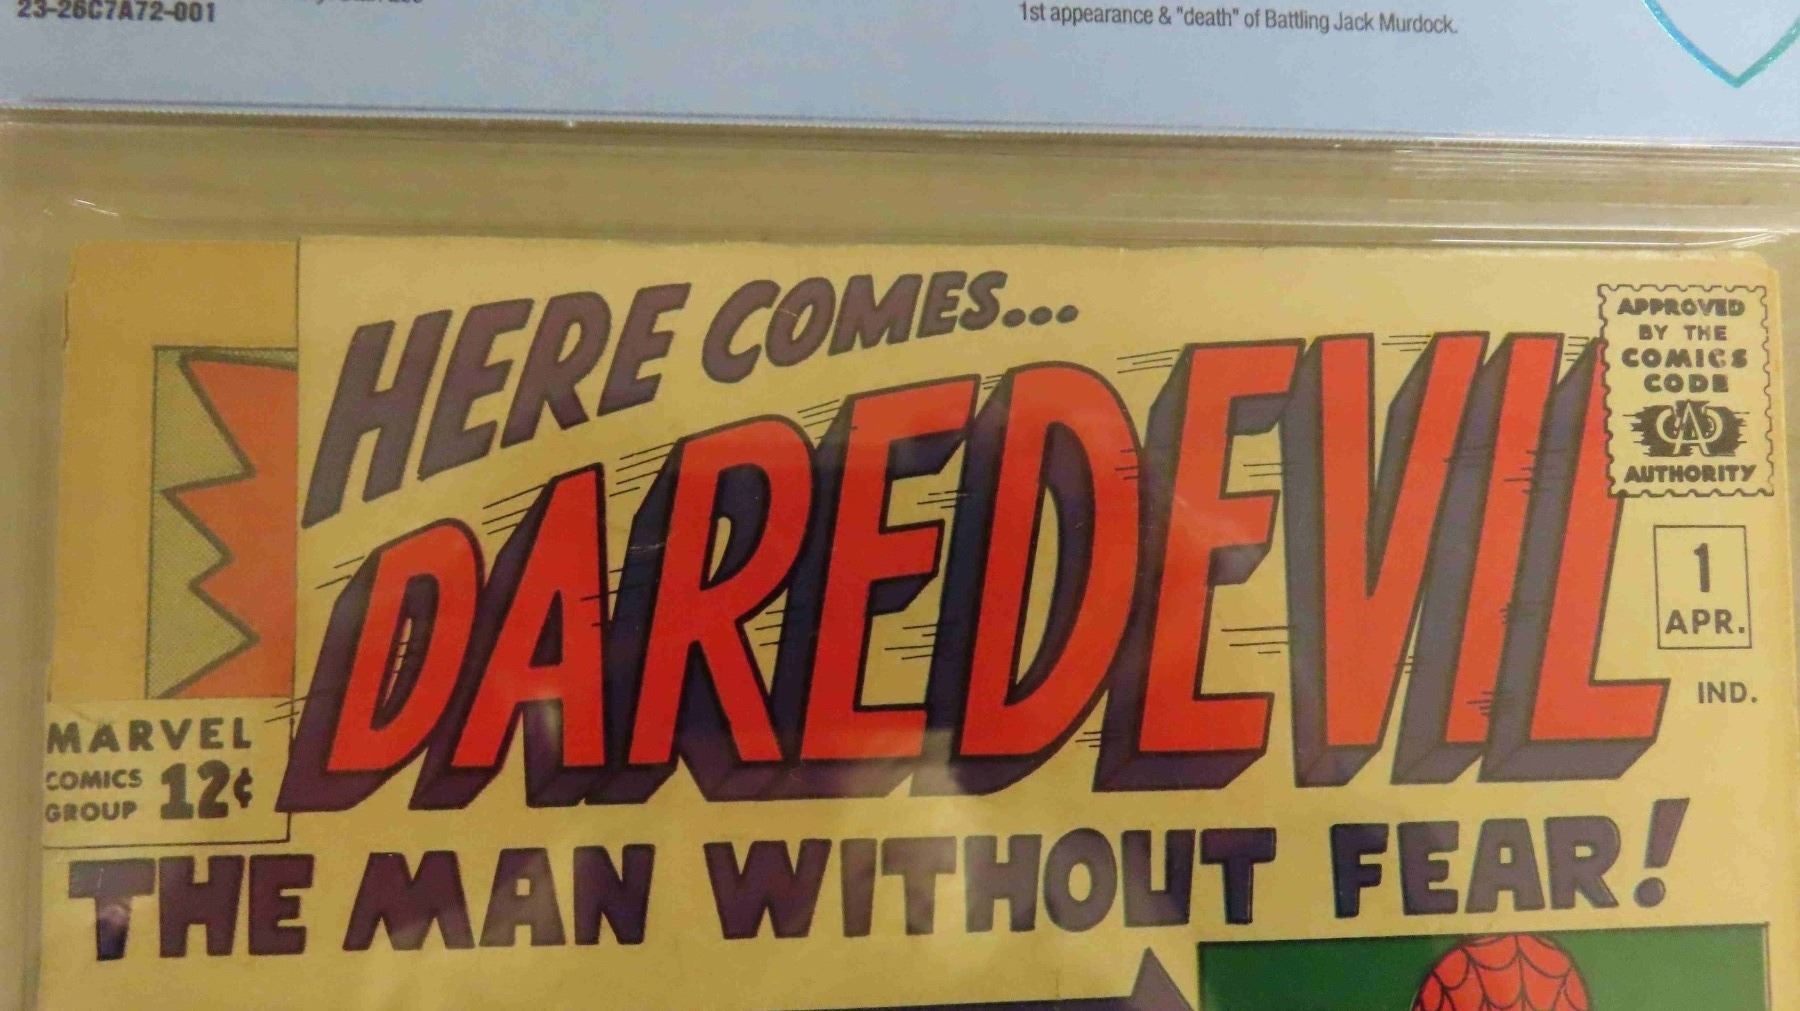 23-26C7A72-001
1st appearance & "death" of Battling Jack Murdock.
HERE COMES...
DAREDEVIL
APPROVED
BY THE
COMICS
CODE
CA
AUTHORITY
1
APR.
IND.
MARVEL
COMICS
GROUP 12¢
THE MAN WITHOUT FEAR!